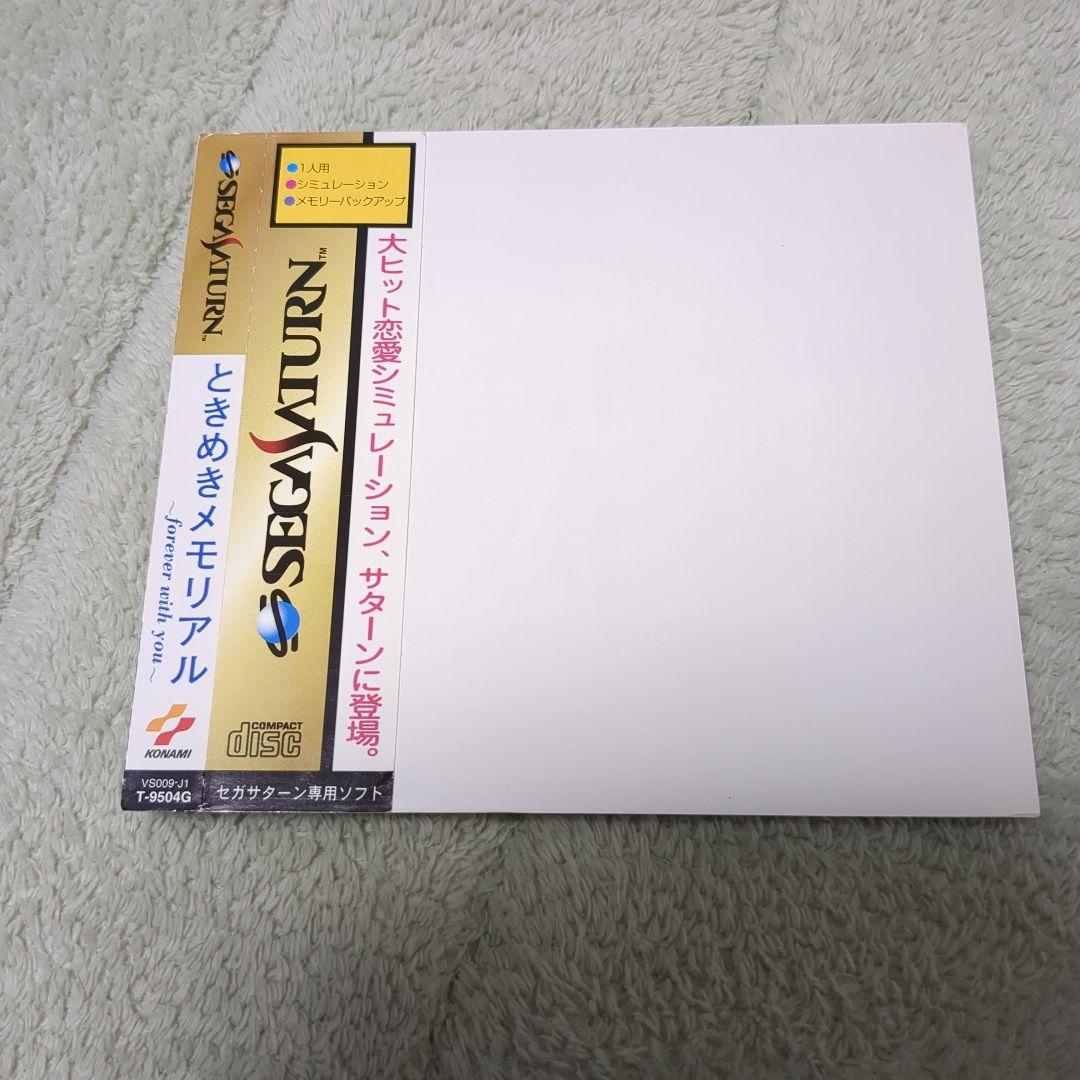 SEGA SATURN™
ときめきメモリアル
~forever with you~
KONAMI
VS009-J1
T-9504G
●1人用
●シミュレーション
●メモリーバックアップ
SEGA SATURN™
COMPACT
disc
セガサターン専用ソフト
大ヒット恋愛シミュレーション、サターンに登場。